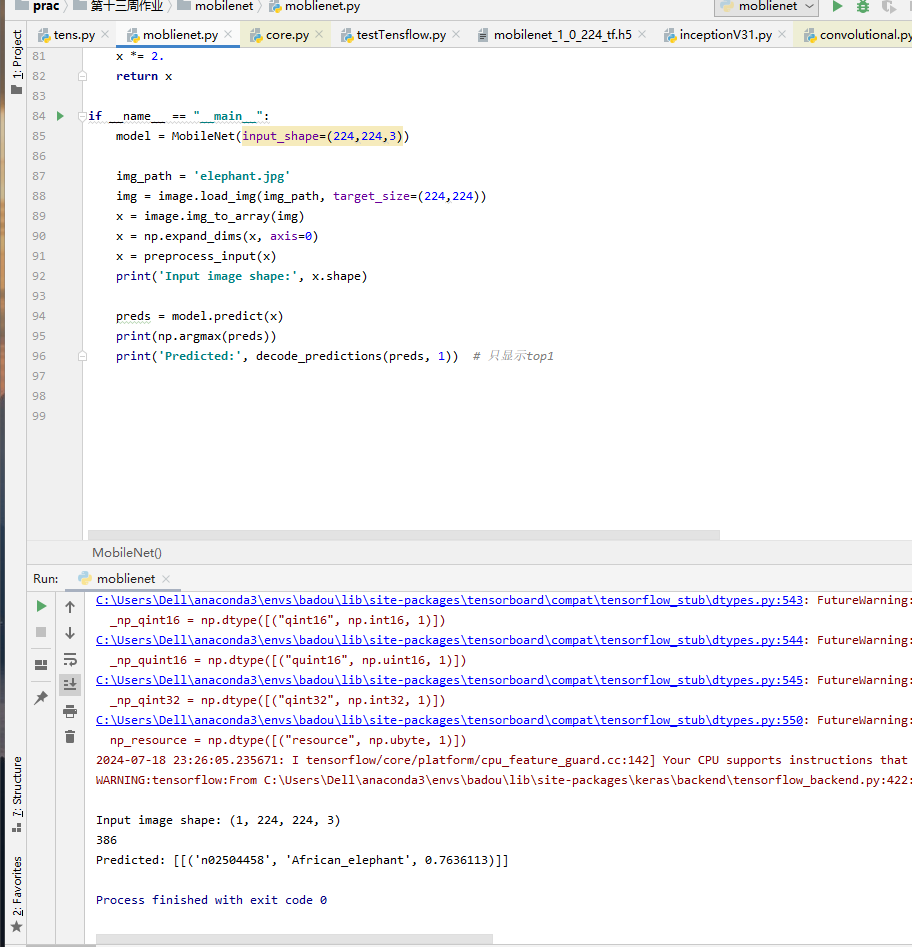 prac 第十三周作业 mobilenet moblienet.py moblienet
tens.py moblienet.py core.py testTensflow.py mobilenet_1_0_224_tf.h5 inceptionV31.py convolutional.py
1: Project
81 x *= 2.
82 return x
83
84 if __name__ == "__main__":
85 model = MobileNet(input_shape=(224,224,3))
86
87 img_path = 'elephant.jpg'
88 img = image.load_img(img_path, target_size=(224,224))
89 x = image.img_to_array(img)
90 x = np.expand_dims(x, axis=0)
91 x = preprocess_input(x)
92 print('Input image shape:', x.shape)
93
94 preds = model.predict(x)
95 print(np.argmax(preds))
96 print('Predicted:', decode_predictions(preds, 1))  # 只显示top1
97
98
99
MobileNet()
Run: moblienet
C:\Users\Dell\anaconda3\envs\badou\lib\site-packages\tensorboard\compat\tensorflow_stub\dtypes.py:543: FutureWarning:
_np_qint16 = np.dtype([("qint16", np.int16, 1)])
C:\Users\Dell\anaconda3\envs\badou\lib\site-packages\tensorboard\compat\tensorflow_stub\dtypes.py:544: FutureWarning:
_np_quint16 = np.dtype([("quint16", np.uint16, 1)])
C:\Users\Dell\anaconda3\envs\badou\lib\site-packages\tensorboard\compat\tensorflow_stub\dtypes.py:545: FutureWarning:
_np_qint32 = np.dtype([("qint32", np.int32, 1)])
C:\Users\Dell\anaconda3\envs\badou\lib\site-packages\tensorboard\compat\tensorflow_stub\dtypes.py:550: FutureWarning:
np_resource = np.dtype([("resource", np.ubyte, 1)])
2024-07-18 23:26:05.235671: I tensorflow/core/platform/cpu_feature_guard.cc:142] Your CPU supports instructions that
WARNING:tensorflow:From C:\Users\Dell\anaconda3\envs\badou\lib\site-packages\keras\backend\tensorflow_backend.py:422:
Input image shape: (1, 224, 224, 3)
386
Predicted: [[('n02504458', 'African_elephant', 0.7636113)]]
Process finished with exit code 0
7: Structure
2: Favorites